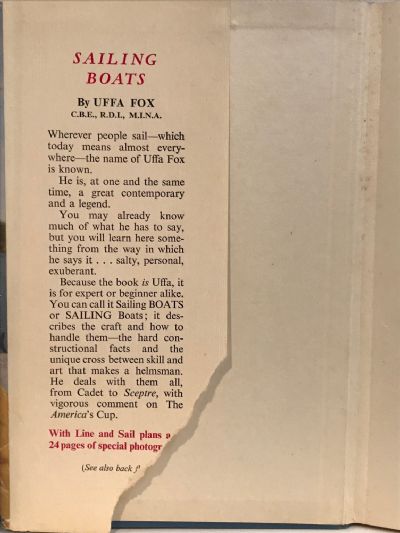 SAILING
BOATS
By UFFA FOX
C.B.E., R.D.I., M.I.N.A.
Wherever people sail—which
today means almost every-
where—the name of Uffa Fox
is known.
He is, at one and the same
time, a great contemporary
and a legend.
You may already know
much of what he has to say,
but you will learn here some-
thing from the way in which
he says it . . . salty, personal,
exuberant.
Because the book is Uffa, it
is for expert or beginner alike.
You can call it Sailing BOATS
or SAILING Boats; it des-
cribes the craft and how to
handle them—the hard con-
structional facts and the
unique cross between skill and
art that makes a helmsman.
He deals with them all,
from Cadet to Sceptre, with
vigorous comment on The
America's Cup.
With Line and Sail plans a
24 pages of special photogr
(See also back f